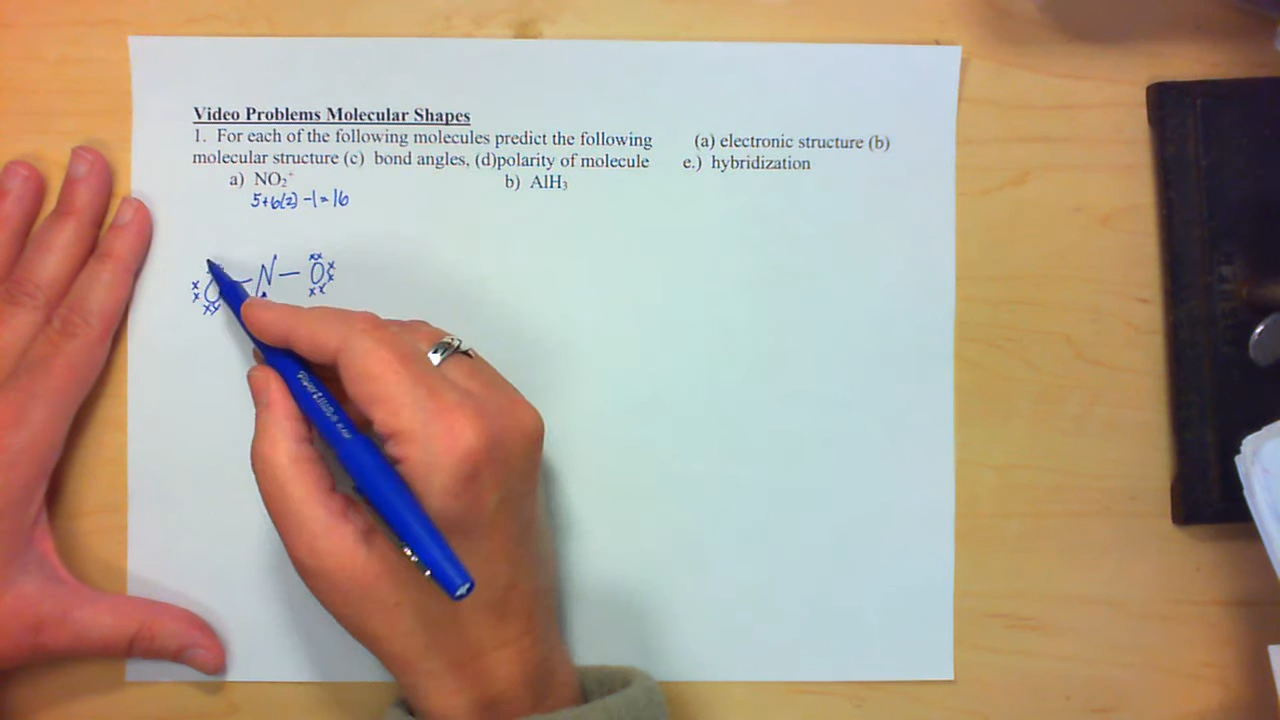 Video Problems Molecular Shapes
1. For each of the following molecules predict the following (a) electronic structure (b)
molecular structure (c) bond angles, (d)polarity of molecule e.) hybridization
a) NO₂⁺ b) AlH₃
5+6(2) -1=16
O - N - O